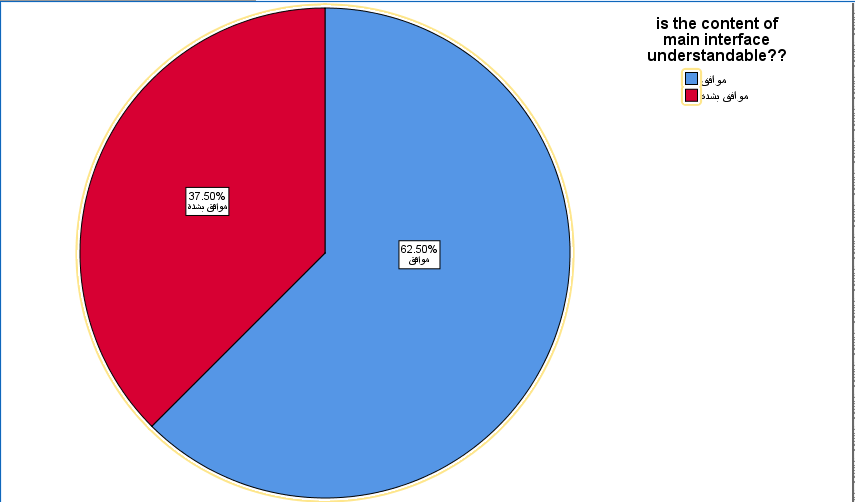 is the content of
main interface
understandable??
موافق
موافق بشدة
37.50%
موافق بشدة
62.50%
موافق